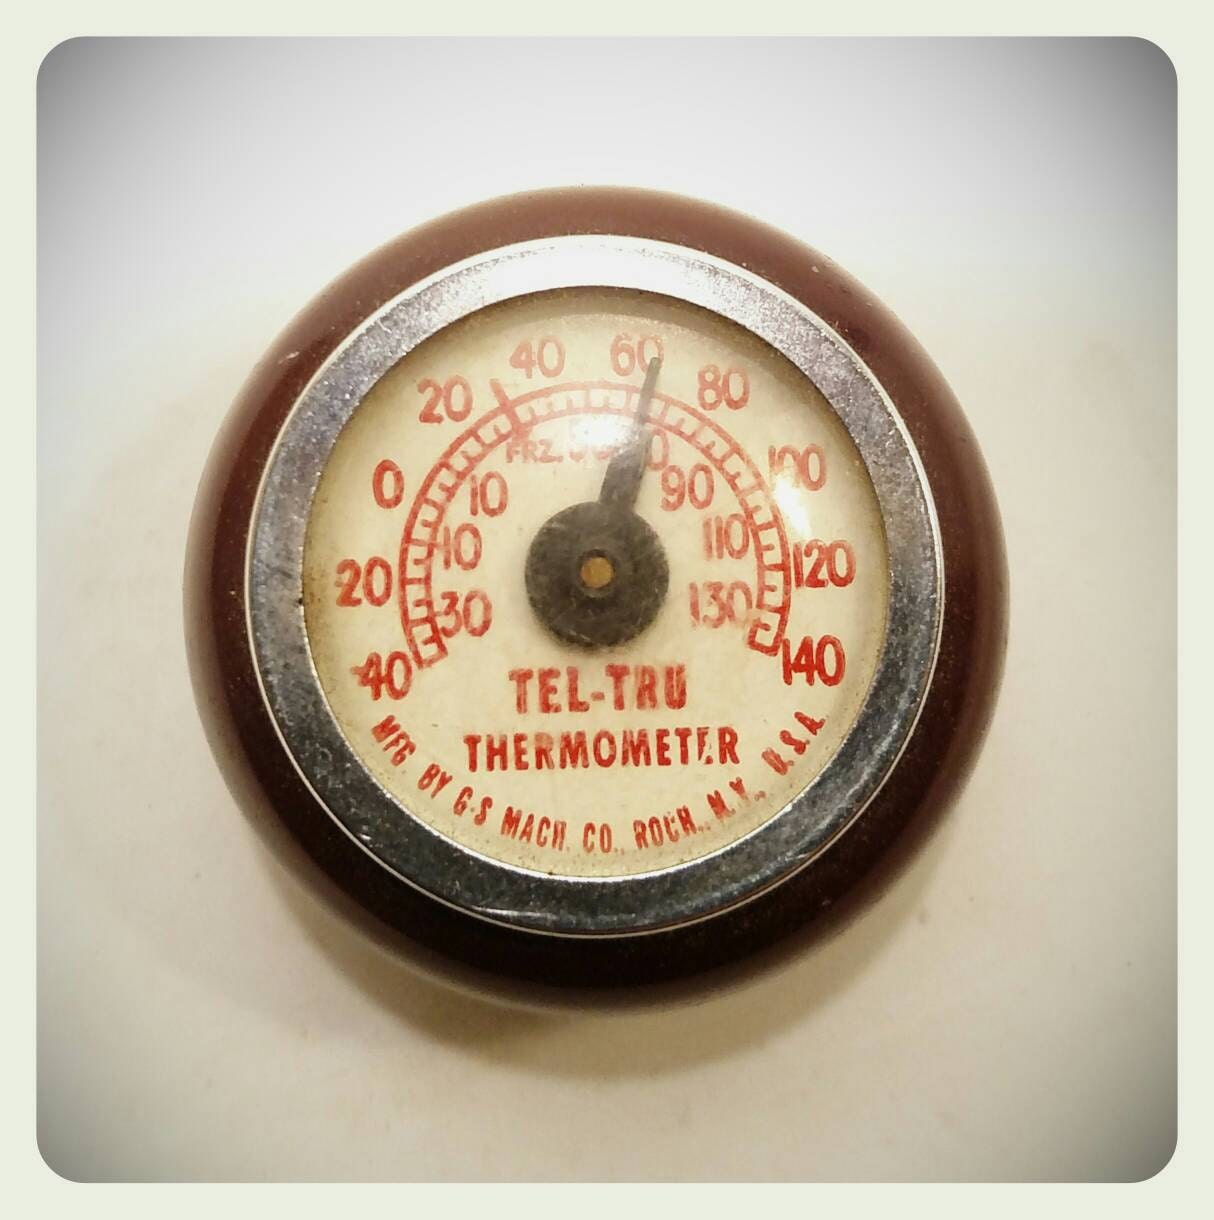 40 60
20 80
FRZ.
0 10 90 100
10 110
20 120
30 130
40 140
TEL-TRU
THERMOMETER
MFG. BY G-S MACH. CO., ROCH., N.Y., U.S.A.